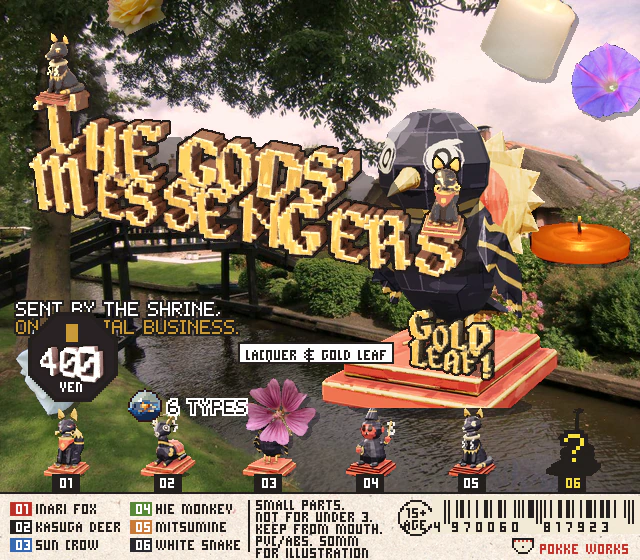 THE GODS'
MESSENGERS
SENT BY THE SHRINE,
BUSINESS.
400
YEN
LACQUER & GOLD LEAF
GOLD
LEAF!
6 TYPES
?
01
02
03
04
05
06
01 INARI FOX
02 KASUGA DEER
03 SUN CROW
04 HIE MONKEY
05 MITSUMINE
06 WHITE SNAKE
SMALL PARTS.
NOT FOR UNDER 3.
KEEP FROM MOUTH.
PVC/ABS. 50MM
FOR ILLUSTRATION
15+
AGE
4 970060 817923
POKKE WORKS